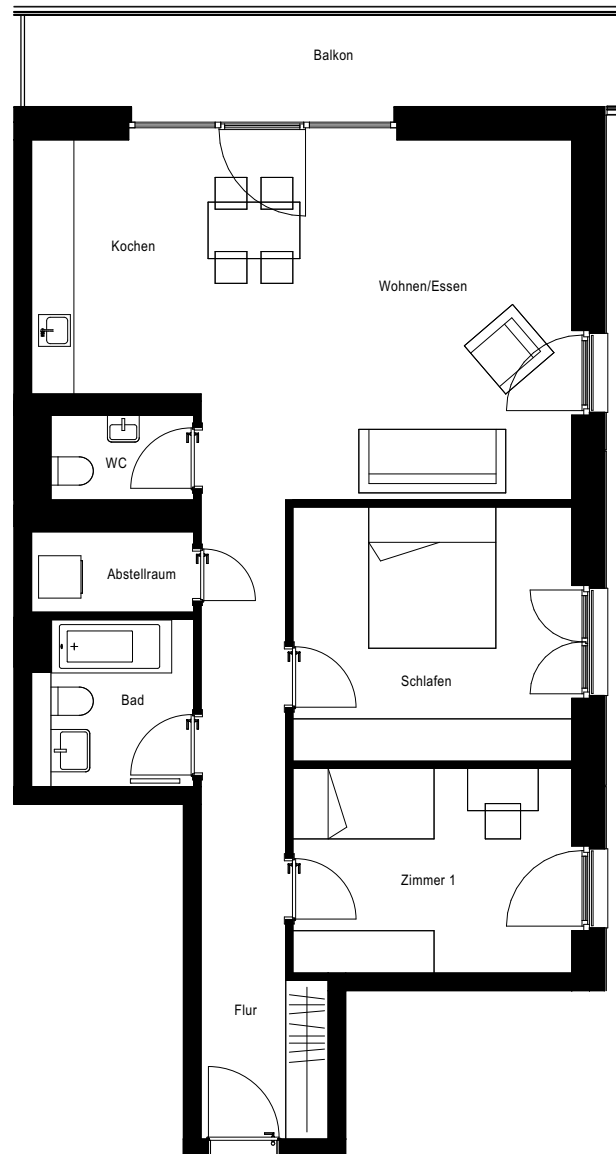 Balkon
Kochen
Wohnen/Essen
WC
Abstellraum
Schlafen
Bad
Zimmer 1
Flur